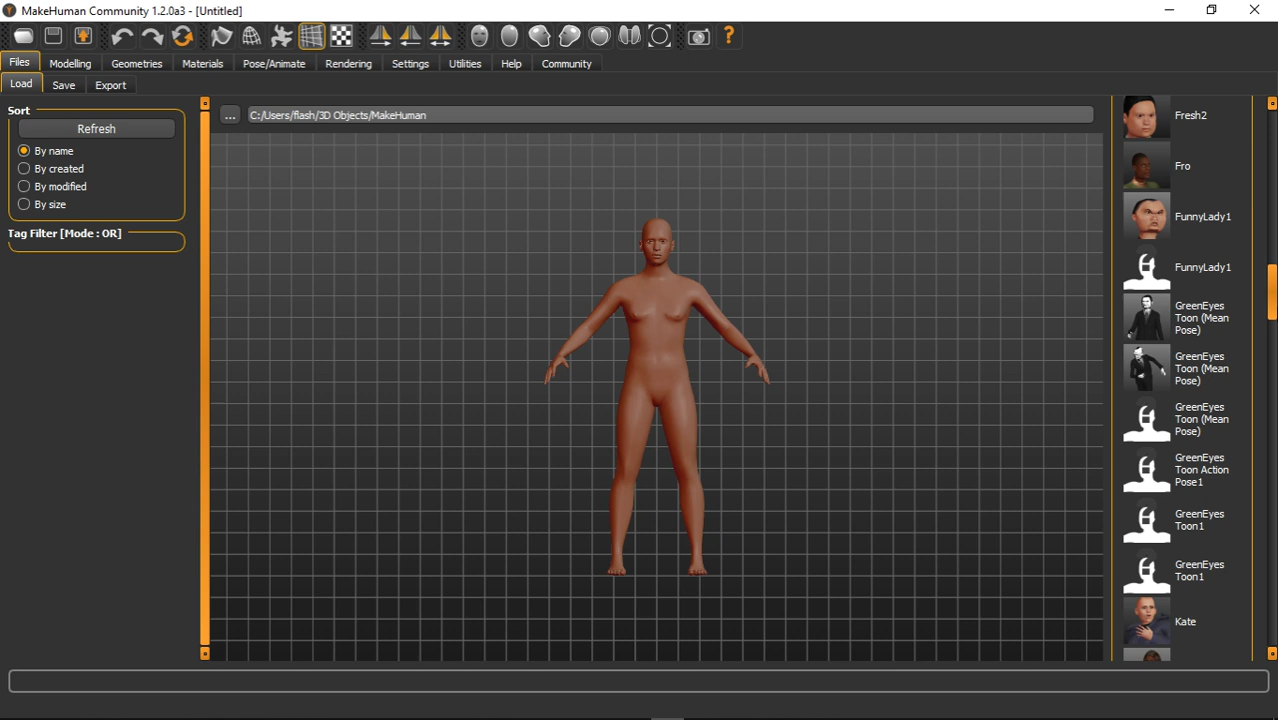 MakeHuman Community 1.2.0a3 - [Untitled]
Files Modelling Geometries Materials Pose/Animate Rendering Settings Utilities Help Community
Load Save Export
Sort
Refresh
By name
By created
By modified
By size
Tag Filter [Mode : OR]
... C:/Users/flash/3D Objects/MakeHuman
Fresh2
Fro
FunnyLady1
FunnyLady1
GreenEyes
Toon (Mean
Pose)
GreenEyes
Toon (Mean
Pose)
GreenEyes
Toon (Mean
Pose)
GreenEyes
Toon Action
Pose1
GreenEyes
Toon1
GreenEyes
Toon1
Kate